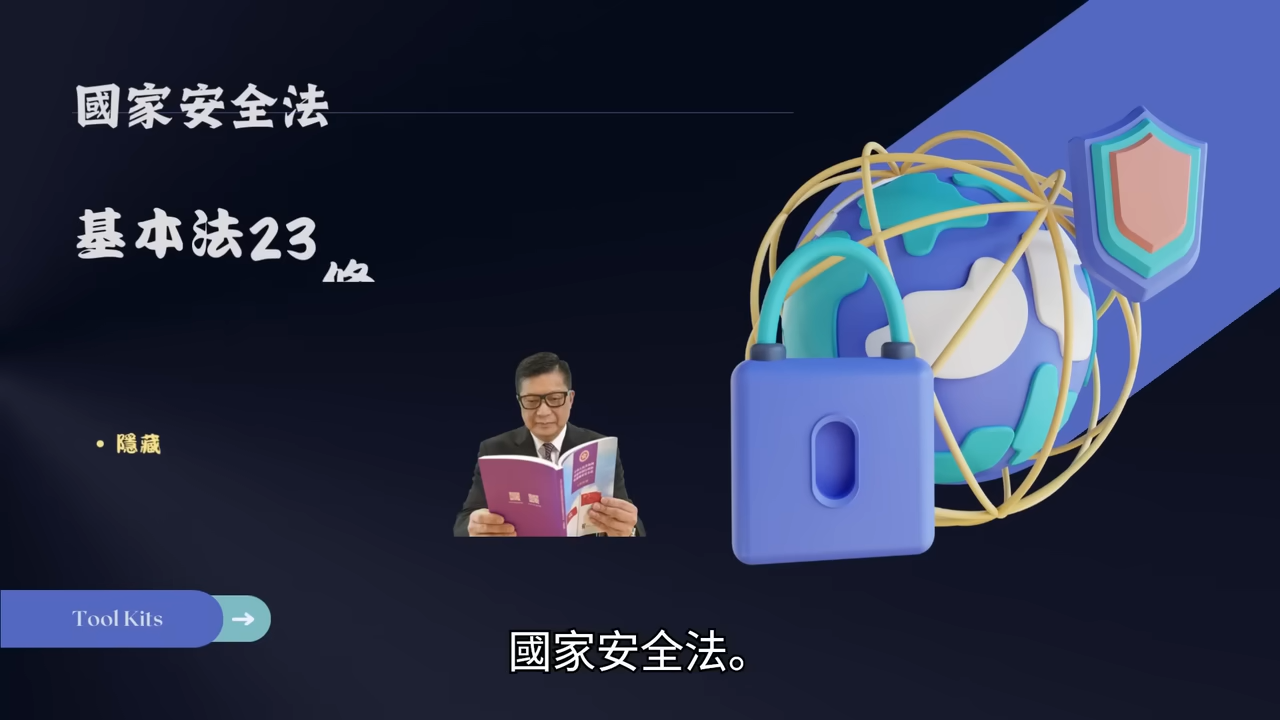 國家安全法
基本法23條
隱藏
Tool Kits
國家安全法。